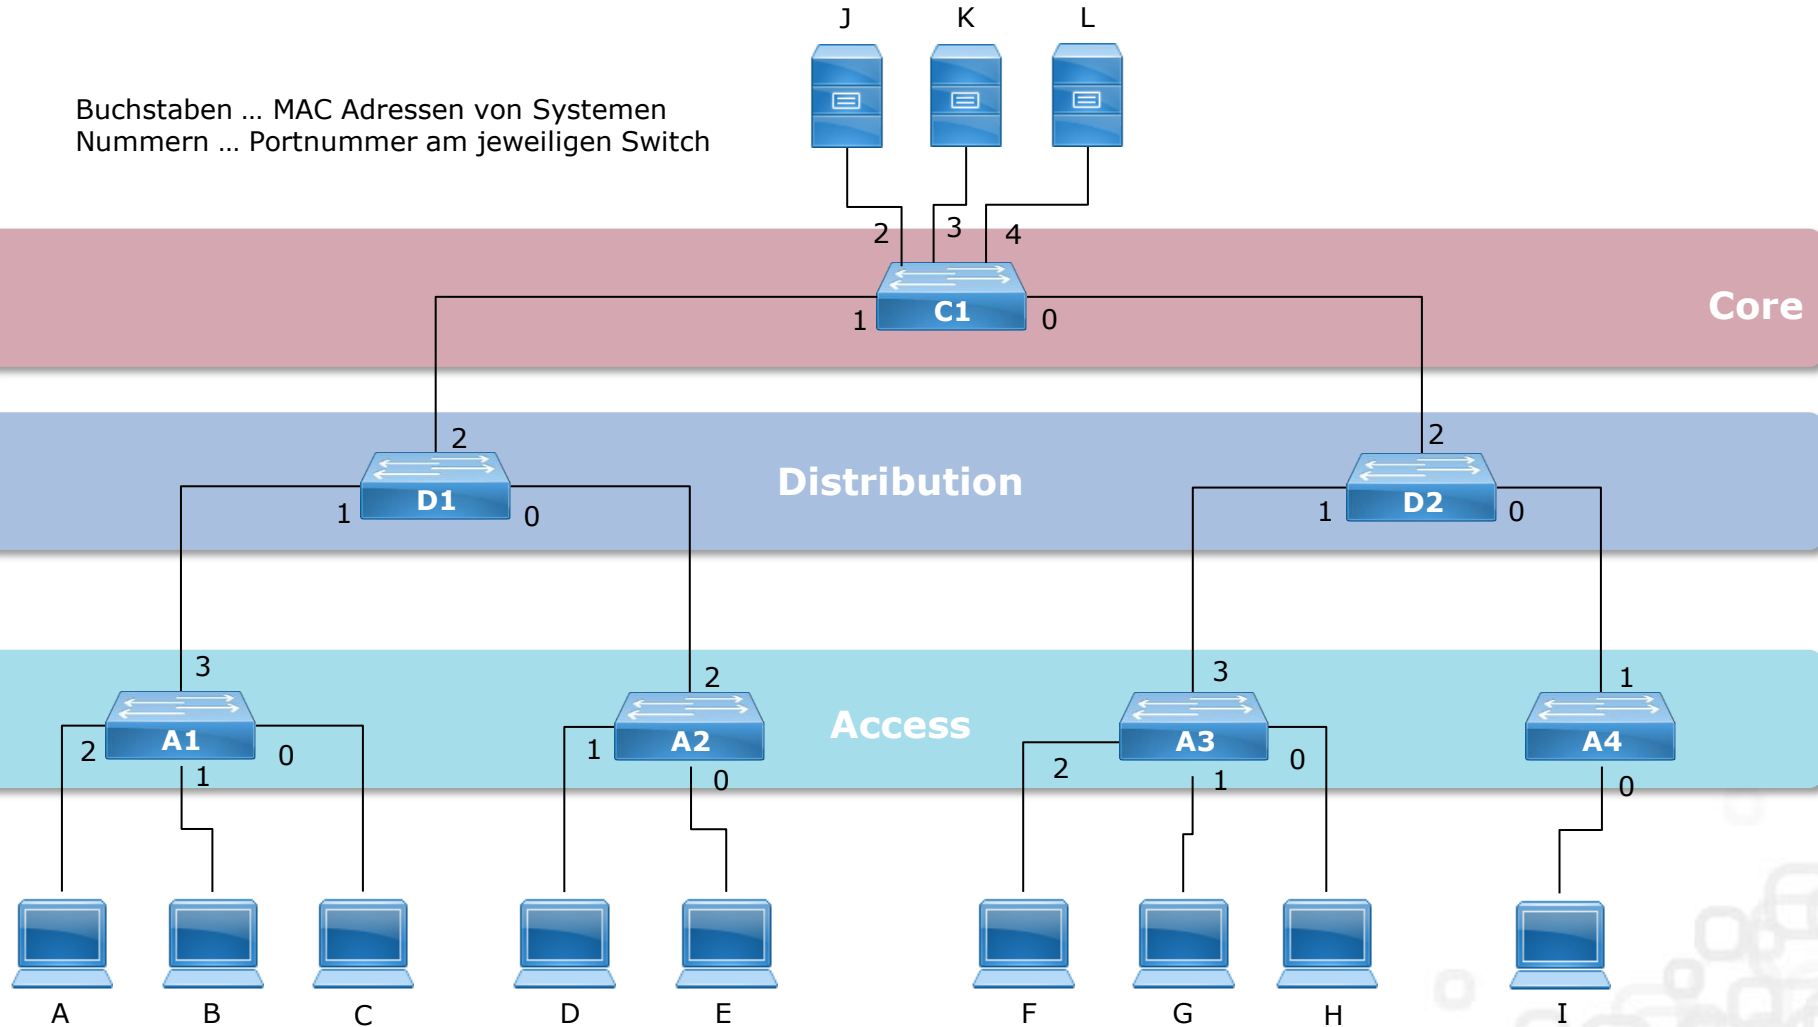 J K L
Buchstaben … MAC Adressen von Systemen
Nummern … Portnummer am jeweiligen Switch
2 3 4
C1
1 0
Core
2 2
D1 Distribution D2
1 0 1 0
3 2 3 1
A1 A2 Access A3 A4
2 1 0 1 0 2 1 0 0
A B C D E F G H I